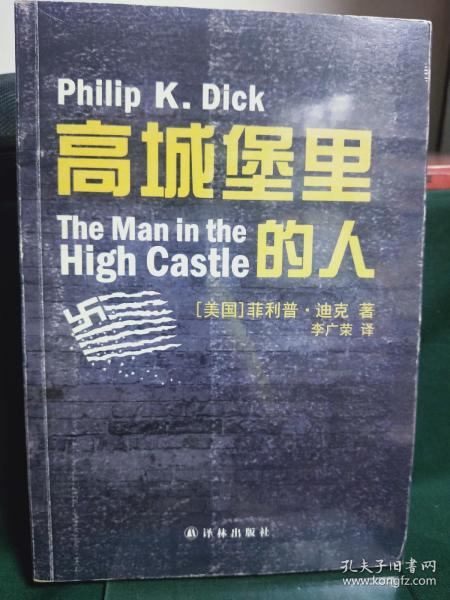 Philip K. Dick
高城堡里
The Man in the
High Castle
的人
[美国]菲利普·迪克 著
李广荣 译
译林出版社
孔夫子旧书网
www.kongfz.com